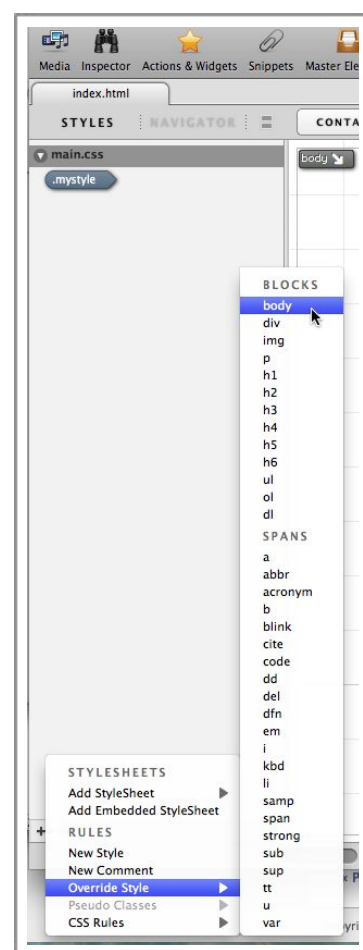 Media Inspector Actions & Widgets Snippets Master Ele
index.html
STYLES NAVIGATOR CONTA
main.css
body
.mystyle
BLOCKS
body
div
img
p
h1
h2
h3
h4
h5
h6
ul
ol
dl
SPANS
a
abbr
acronym
b
blink
cite
code
dd
del
dfn
em
i
kbd
li
samp
span
strong
sub
sup
tt
u
var
STYLESHEETS
Add StyleSheet
Add Embedded StyleSheet
+
RULES
New Style
New Comment
Override Style
Pseudo Classes
CSS Rules